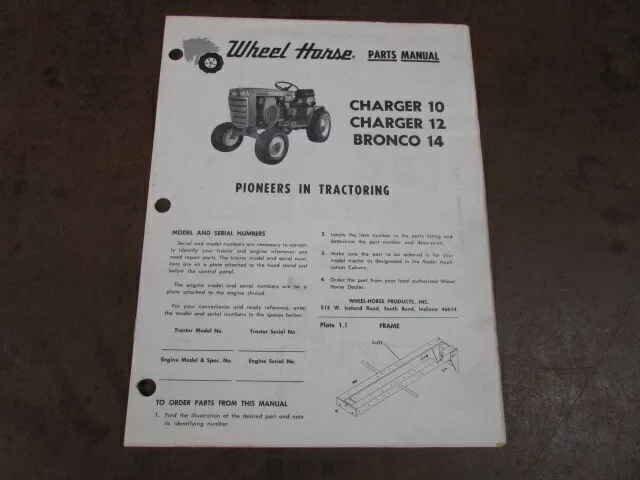 Wheel Horse® PARTS MANUAL
CHARGER 10
CHARGER 12
BRONCO 14
PIONEERS IN TRACTORING
MODEL AND SERIAL NUMBERS
Serial and model numbers are necessary to correct-
ly identify your tractor and engine whenever you
need repair parts. The tractor model and serial num-
bers are on a plate attached to the hood stand just
below the control panel.
The engine model and serial numbers are on a
plate attached to the engine shroud.
For your convenience and ready reference, enter
the model and serial numbers in the spaces below.
Tractor Model No. Tractor Serial No.
Engine Model & Spec. No. Engine Serial No.
TO ORDER PARTS FROM THIS MANUAL
1. Find the illustration of the desired part and note
its identifying number
2. Locate the item number in the parts listing and
determine the part number and description.
3. Make sure the part to be ordered is for your
model tractor as designated in the Model Appli-
cation Column.
4. Order the part from your local authorized Wheel
Horse Dealer.
WHEEL-HORSE PRODUCTS, INC.
515 W. Ireland Road, South Bend, Indiana 46614
Plate 1.1 FRAME